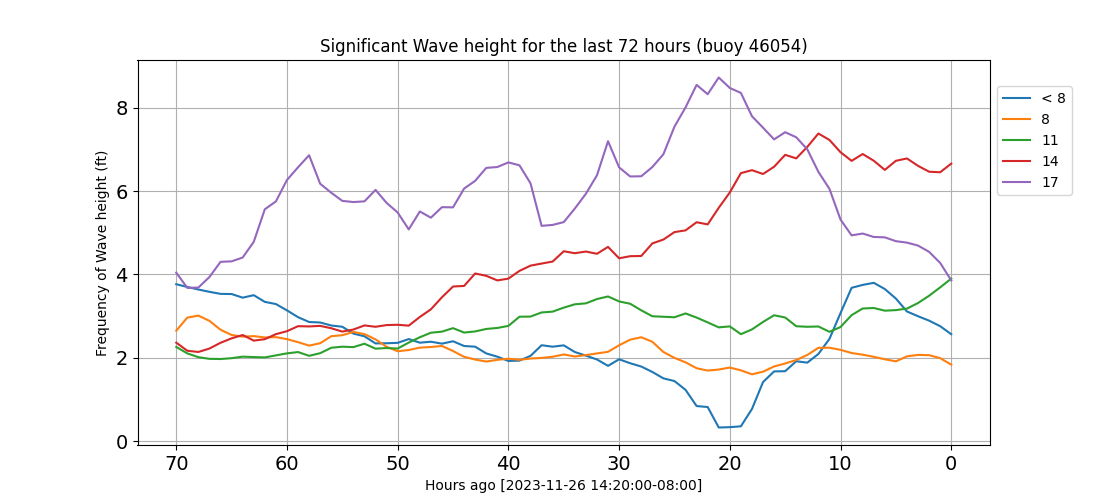 Significant Wave height for the last 72 hours (buoy 46054)
Frequency of Wave height (ft)
8
6
4
2
0
70 60 50 40 30 20 10 0
Hours ago [2023-11-26 14:20:00-08:00]
< 8
8
11
14
17